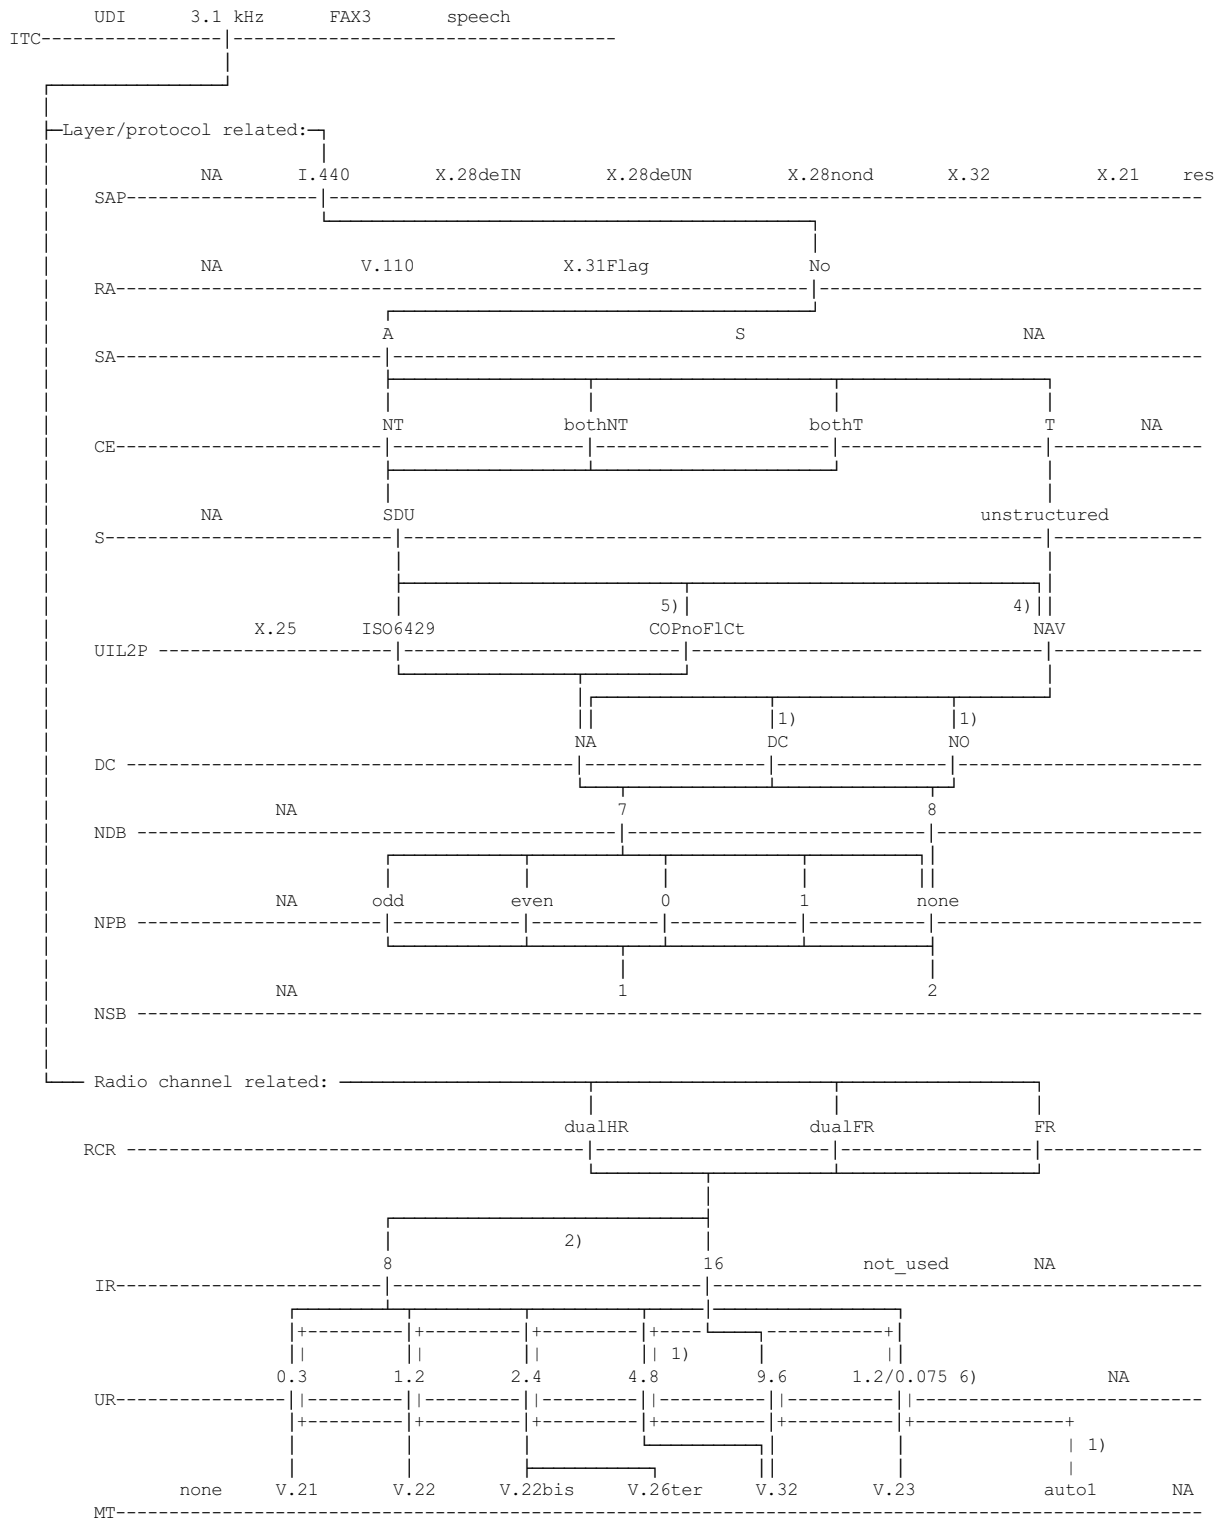 UDI 3.1 kHz FAX3 speech
ITC
Layer/protocol related:
NA I.440 X.28deIN X.28deUN X.28nond X.32 X.21 res
SAP
NA V.110 X.31Flag No
RA
A S NA
SA
NT bothNT bothT T NA
CE
NA SDU unstructured
S
5) 4)
X.25 ISO6429 COPnoFlCt NAV
UIL2P
1) 1)
NA DC NO
DC
NA 7 8
NDB
NA odd even 0 1 none
NPB
NA 1 2
NSB
Radio channel related:
dualHR dualFR FR
RCR
2)
8 16 not_used NA
IR
1)
0.3 1.2 2.4 4.8 9.6 1.2/0.075 6) NA
UR
1)
none V.21 V.22 V.22bis V.26ter V.32 V.23 auto1 NA
MT